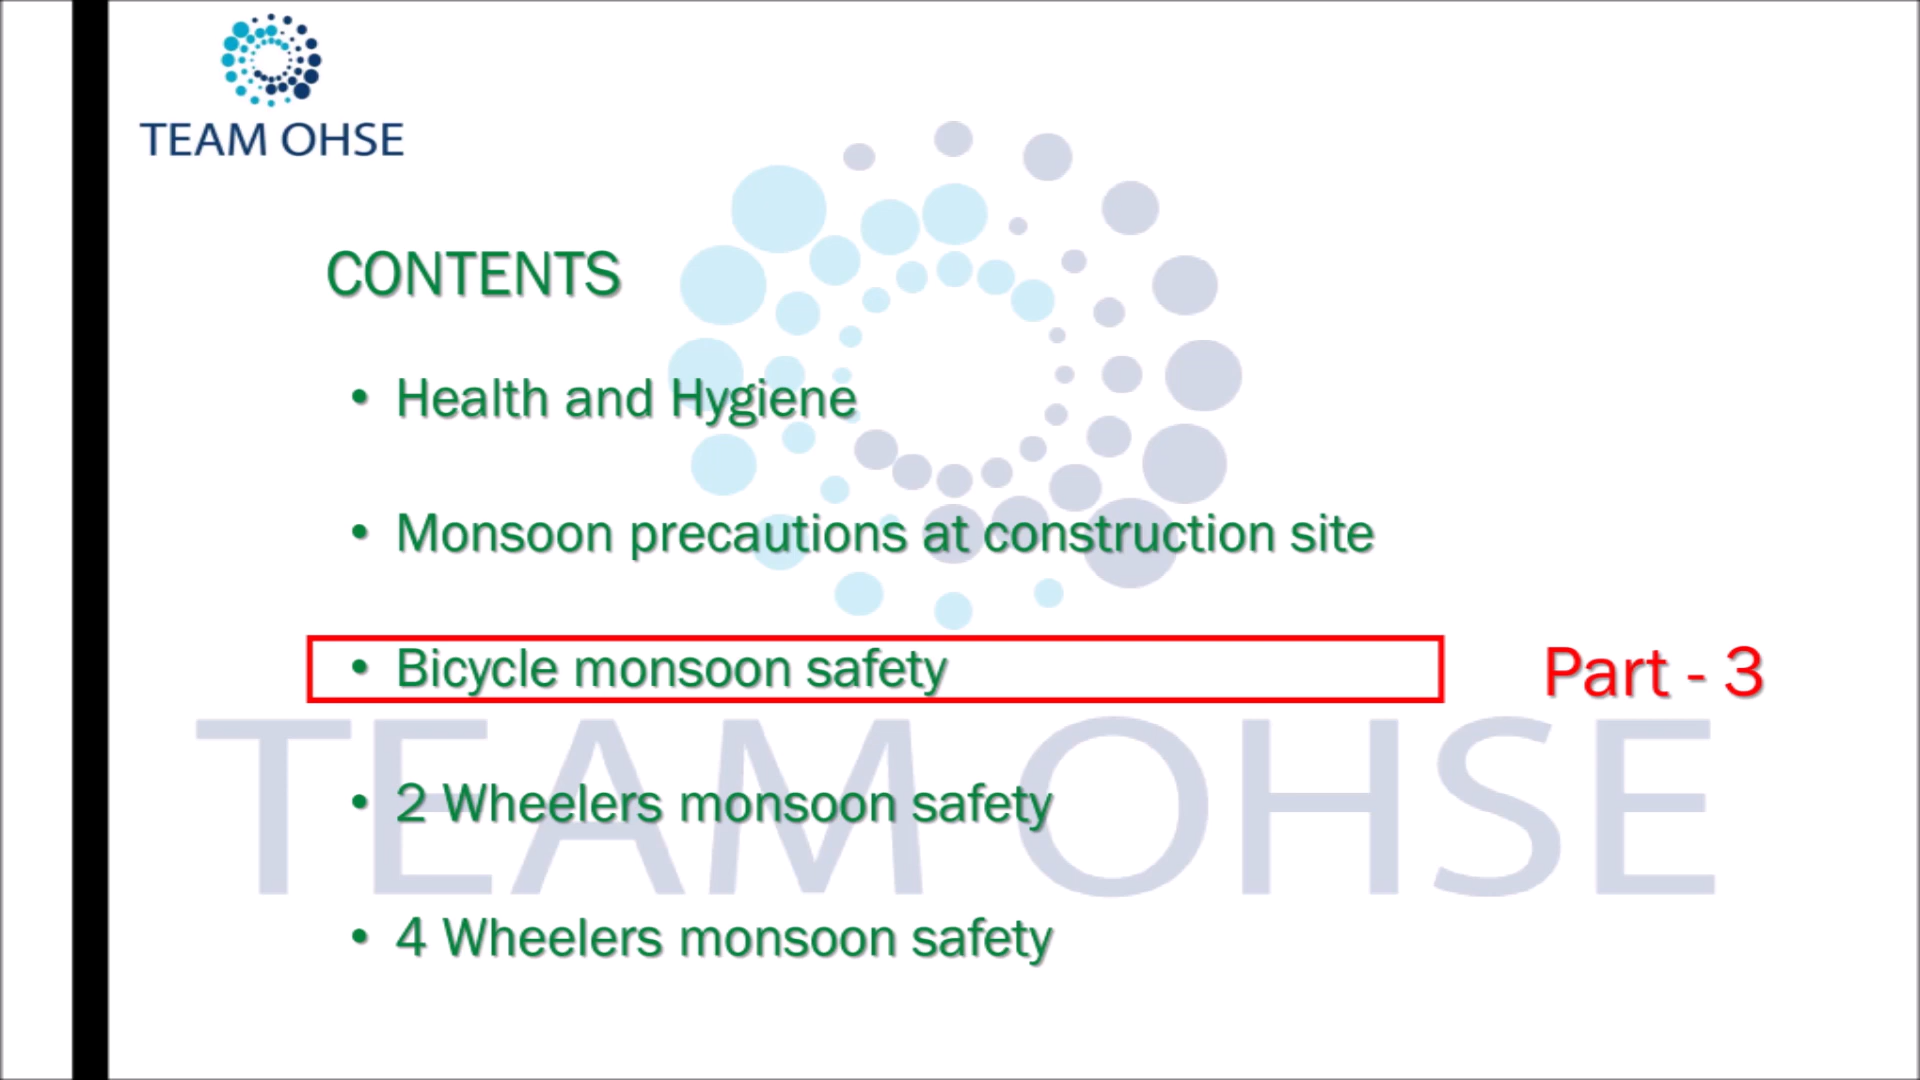 TEAM OHSE
CONTENTS
• Health and Hygiene
• Monsoon precautions at construction site
• Bicycle monsoon safety
Part - 3
TEAM OHSE
• 2 Wheelers monsoon safety
• 4 Wheelers monsoon safety